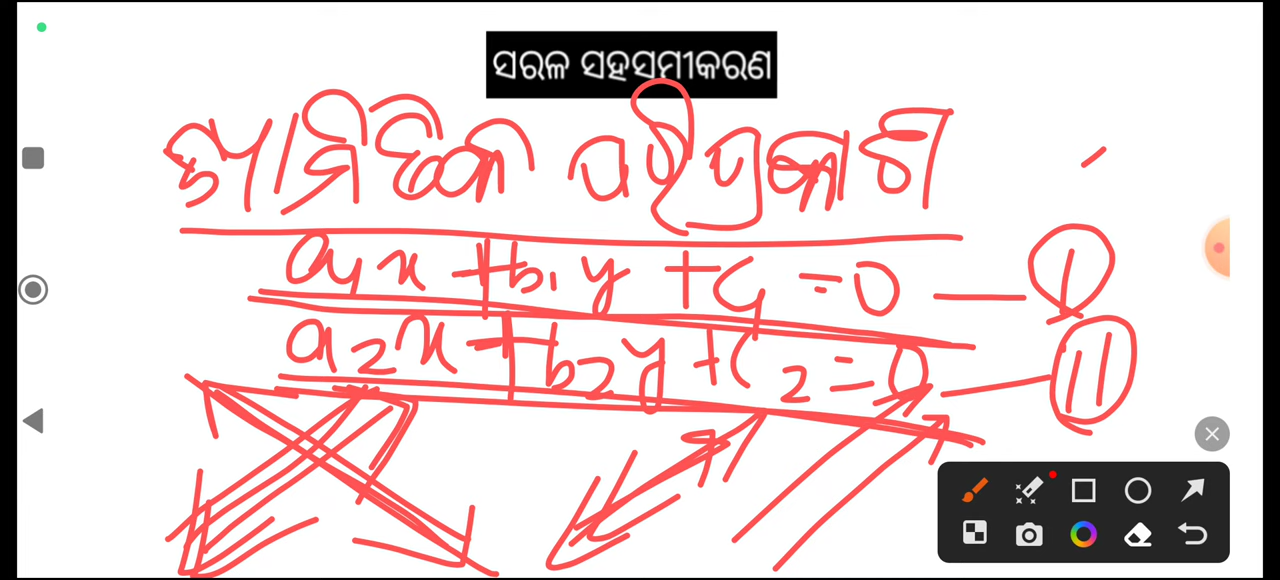 ସରଳ ସହସମୀକରଣ
ଜ୍ୟାମିତିକ ପରିପ୍ରକାଶ
a₁x + b₁y + c₁ = 0 — I
a₂x + b₂y + c₂ = 0 — II